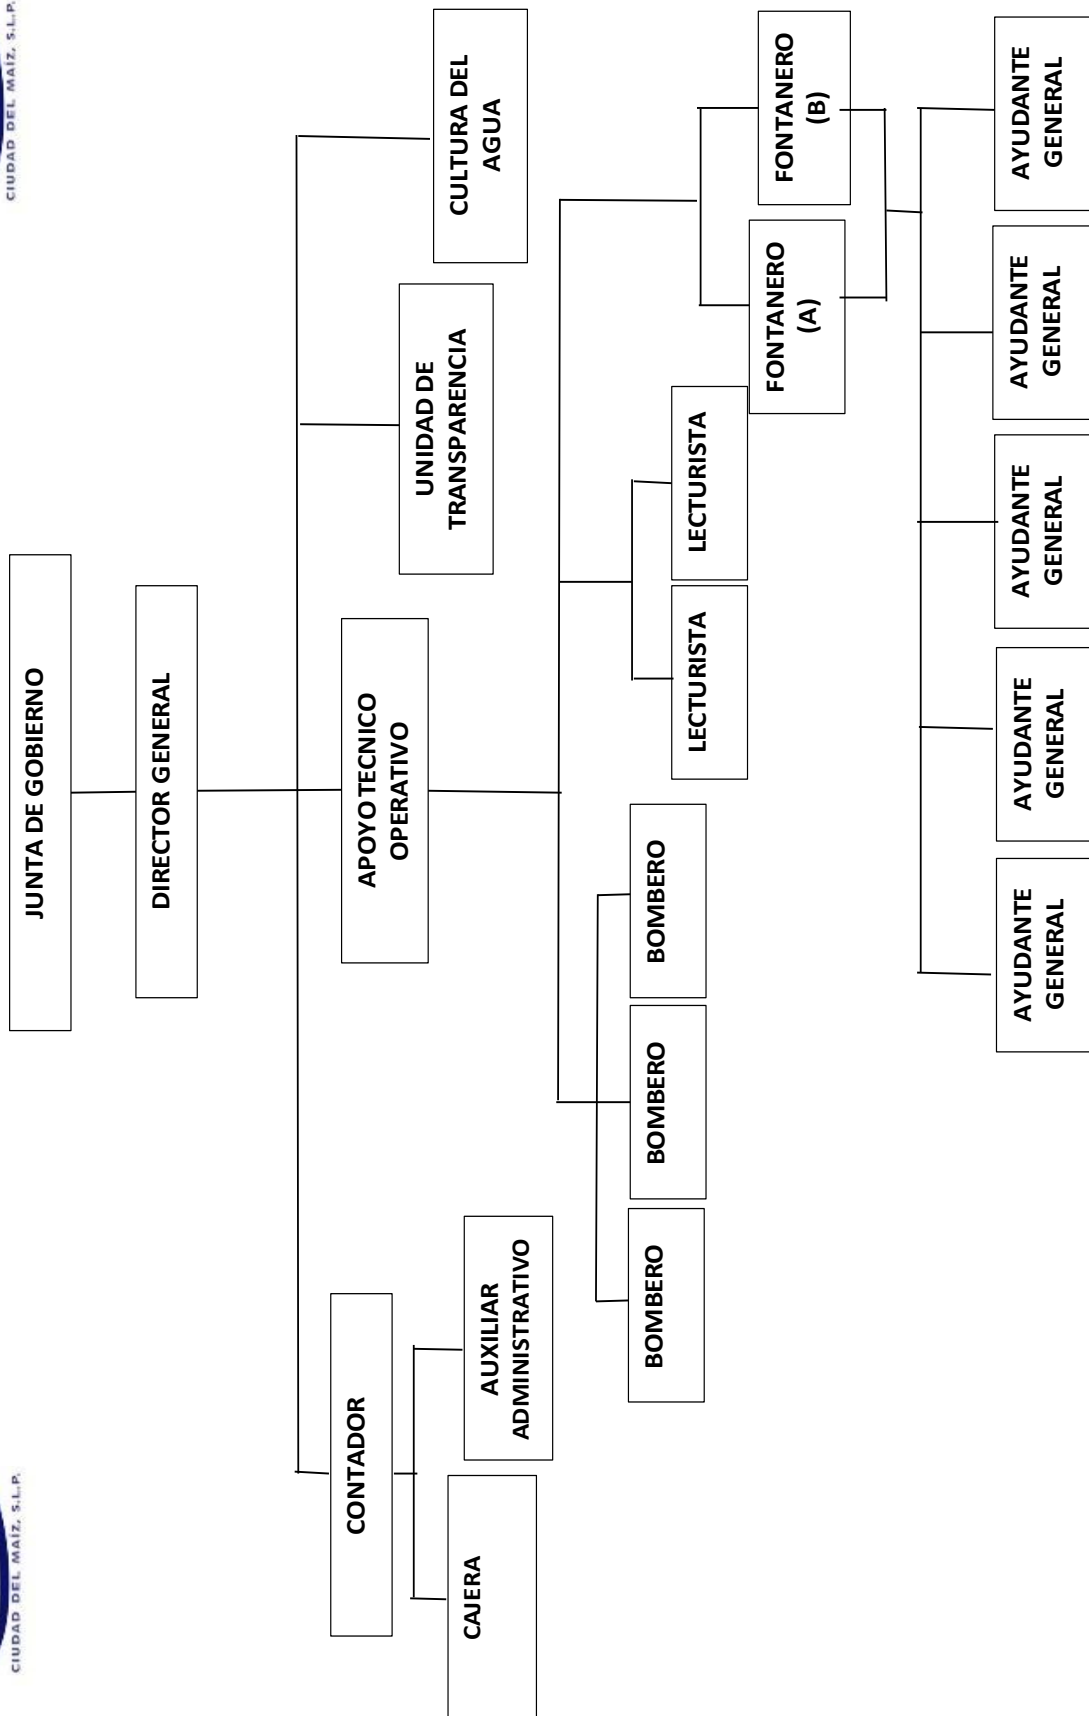 CIUDAD DEL MAÍZ, S.L.P.
CIUDAD DEL MAÍZ, S.L.P.
JUNTA DE GOBIERNO
DIRECTOR GENERAL
CONTADOR
APOYO TECNICO
OPERATIVO
UNIDAD DE
TRANSPARENCIA
CULTURA DEL
AGUA
CAJERA
AUXILIAR
ADMINISTRATIVO
BOMBERO
BOMBERO
BOMBERO
LECTURISTA
LECTURISTA
FONTANERO
(A)
FONTANERO
(B)
AYUDANTE
GENERAL
AYUDANTE
GENERAL
AYUDANTE
GENERAL
AYUDANTE
GENERAL
AYUDANTE
GENERAL